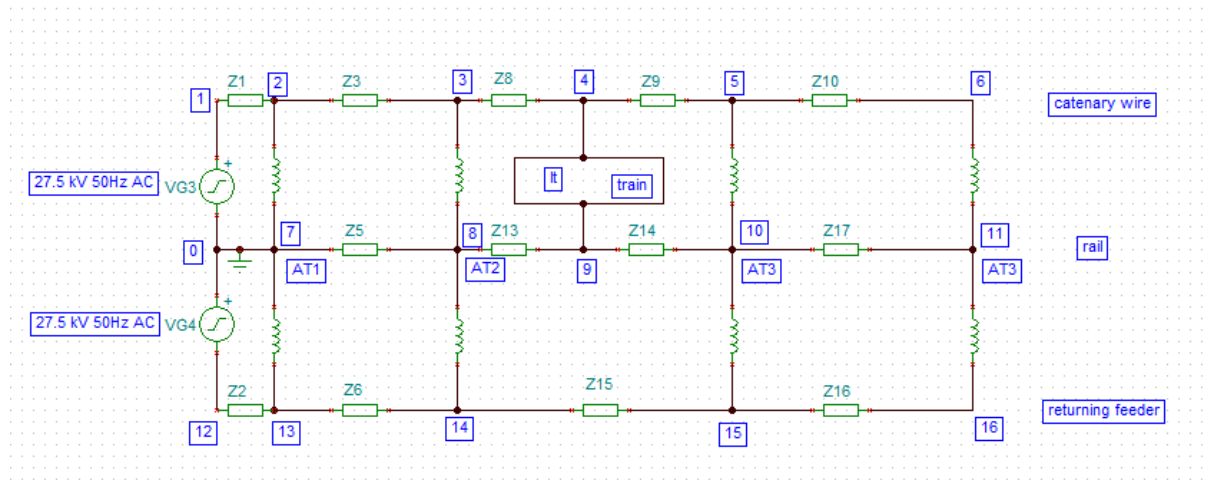 Z1
2
Z3
3
Z8
4
Z9
5
Z10
6
1
catenary wire
+
27.5 kV 50Hz AC
VG3
It
train
0
7
Z5
8
Z13
9
Z14
10
Z17
11
rail
AT1
AT2
AT3
AT3
+
27.5 kV 50Hz AC
VG4
Z2
Z6
Z15
Z16
returning feeder
12
13
14
15
16